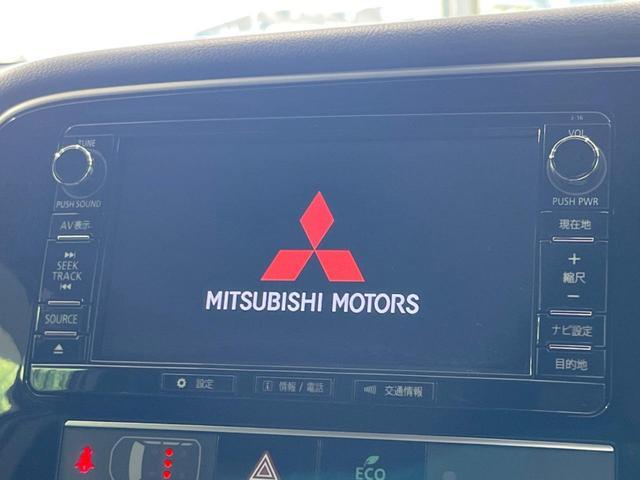 J-16
TUNE
VOL
PUSH SOUND
PUSH PWR
AV表示
現在地
SEEK
TRACK
+
縮尺
−
MITSUBISHI MOTORS
SOURCE
ナビ設定
目的地
設定
i 情報 / 電話
交通情報
ECO